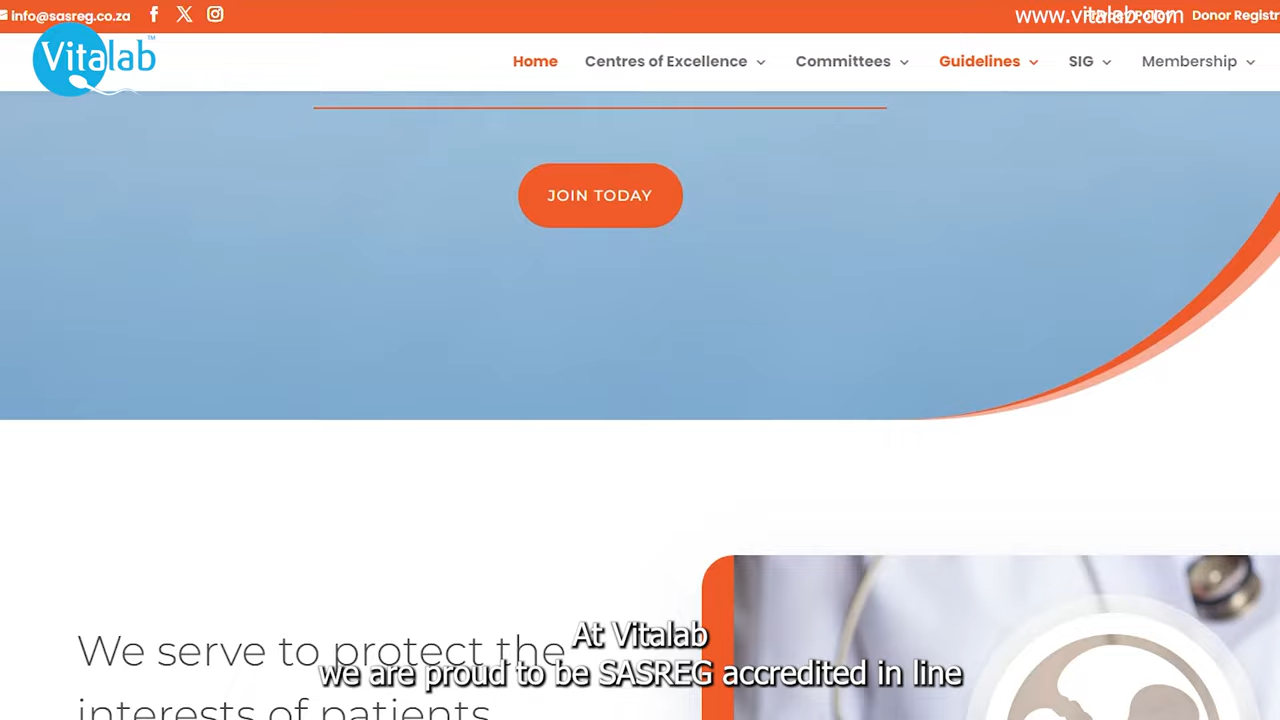 info@sasreg.co.za
www.vitalab.com
Donor Registr
Vitalab™
Home Centres of Excellence Committees Guidelines SIG Membership
JOIN TODAY
We serve to protect the
interests of patients
At Vitalab
we are proud to be SASREG accredited in line